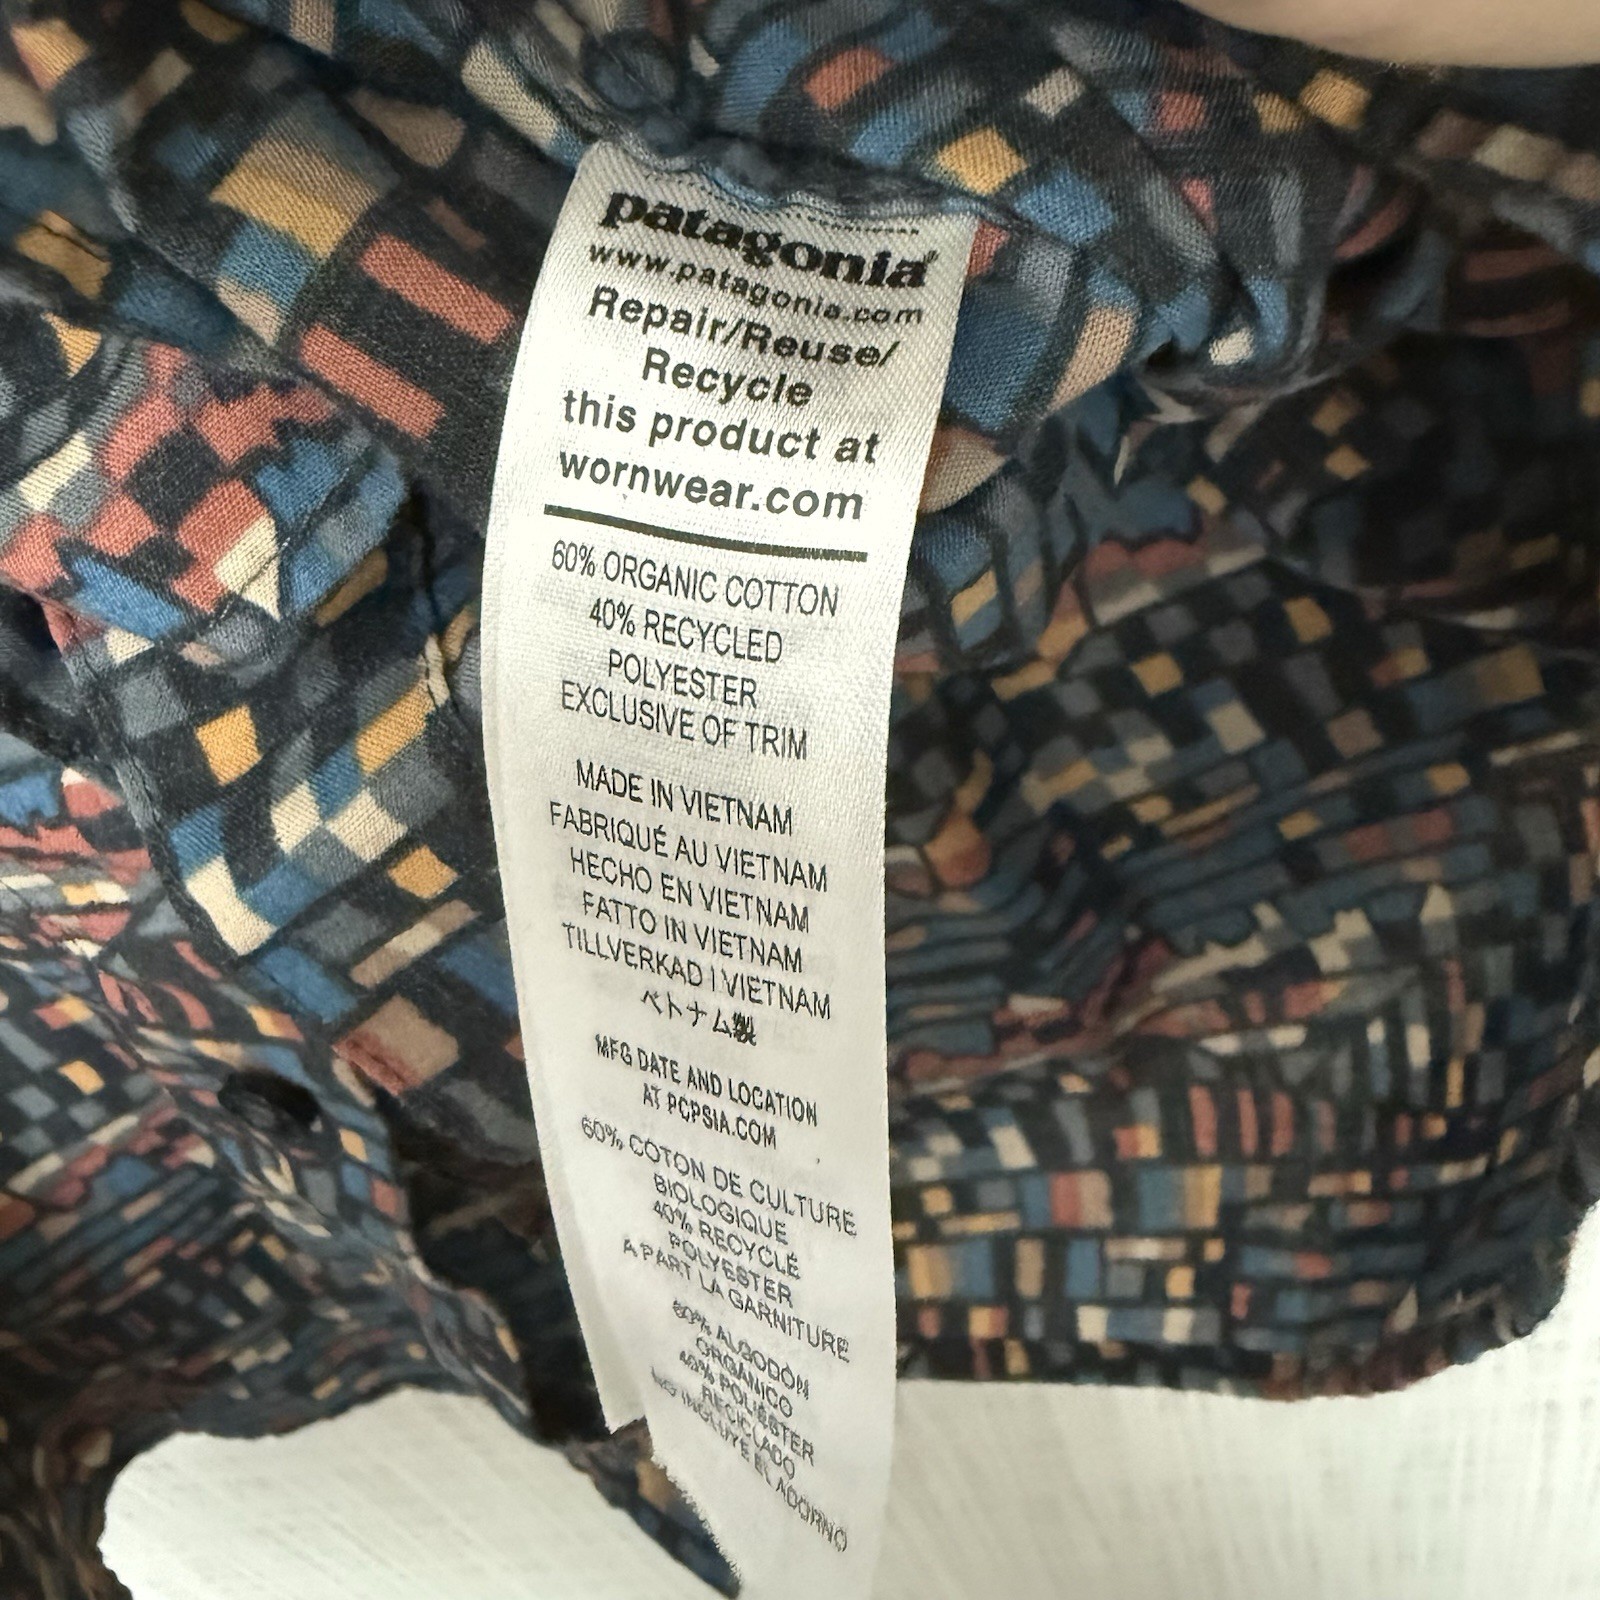 patagonia®
www.patagonia.com
Repair/Reuse/
Recycle
this product at
wornwear.com
60% ORGANIC COTTON
40% RECYCLED
POLYESTER
EXCLUSIVE OF TRIM
MADE IN VIETNAM
FABRIQUÉ AU VIETNAM
HECHO EN VIETNAM
FATTO IN VIETNAM
TILLVERKAD I VIETNAM
ベトナム製
MFG DATE AND LOCATION
AT PCPSIA.COM
60% COTON DE CULTURE
BIOLOGIQUE
40% RECYCLÉ
POLYESTER
A PART LA GARNITURE
60% ALGODÓN
ORGÁNICO
40% POLIÉSTER
RECICLADO
NO INCLUYE EL ADORNO